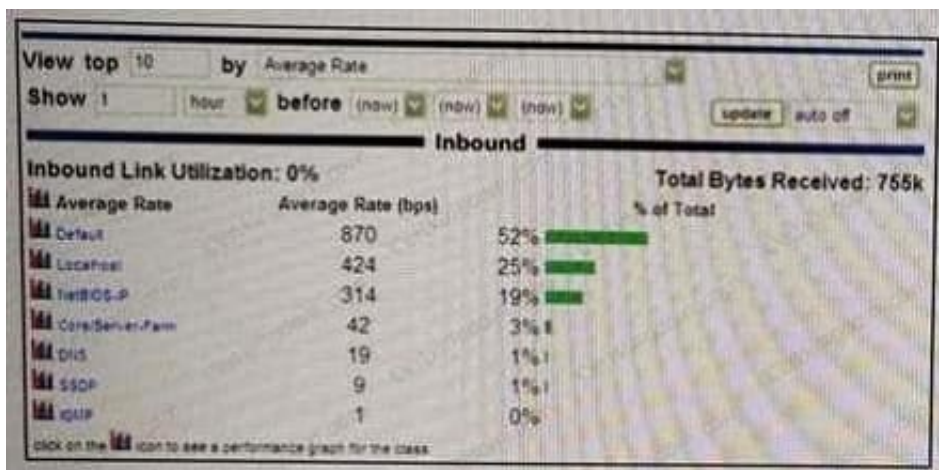 View top 10 by Average Rate print
Show 1 hour before (now) (now) (now) update auto off
Inbound
Inbound Link Utilization: 0% Total Bytes Received: 755k
Average Rate Average Rate (bps) % of Total
Default 870 52%
Localhost 424 25%
NetBIOS-IP 314 19%
Core/Server-Farm 42 3%
DNS 19 1%
SSDP 9 1%
IGMP 1 0%
click on the icon to see a performance graph for the class